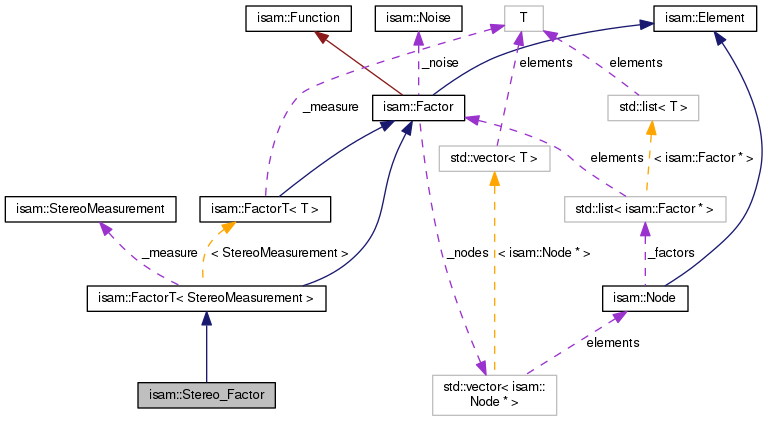 isam::Function
isam::Noise
T
isam::Element
_noise
elements
elements
_measure
isam::Factor
std::list< T >
std::vector< T >
elements
< isam::Factor * >
isam::StereoMeasurement
isam::FactorT< T >
std::list< isam::Factor * >
_measure
< StereoMeasurement >
_nodes
< isam::Node * >
_factors
isam::FactorT< StereoMeasurement >
isam::Node
elements
isam::Stereo_Factor
std::vector< isam::
Node * >